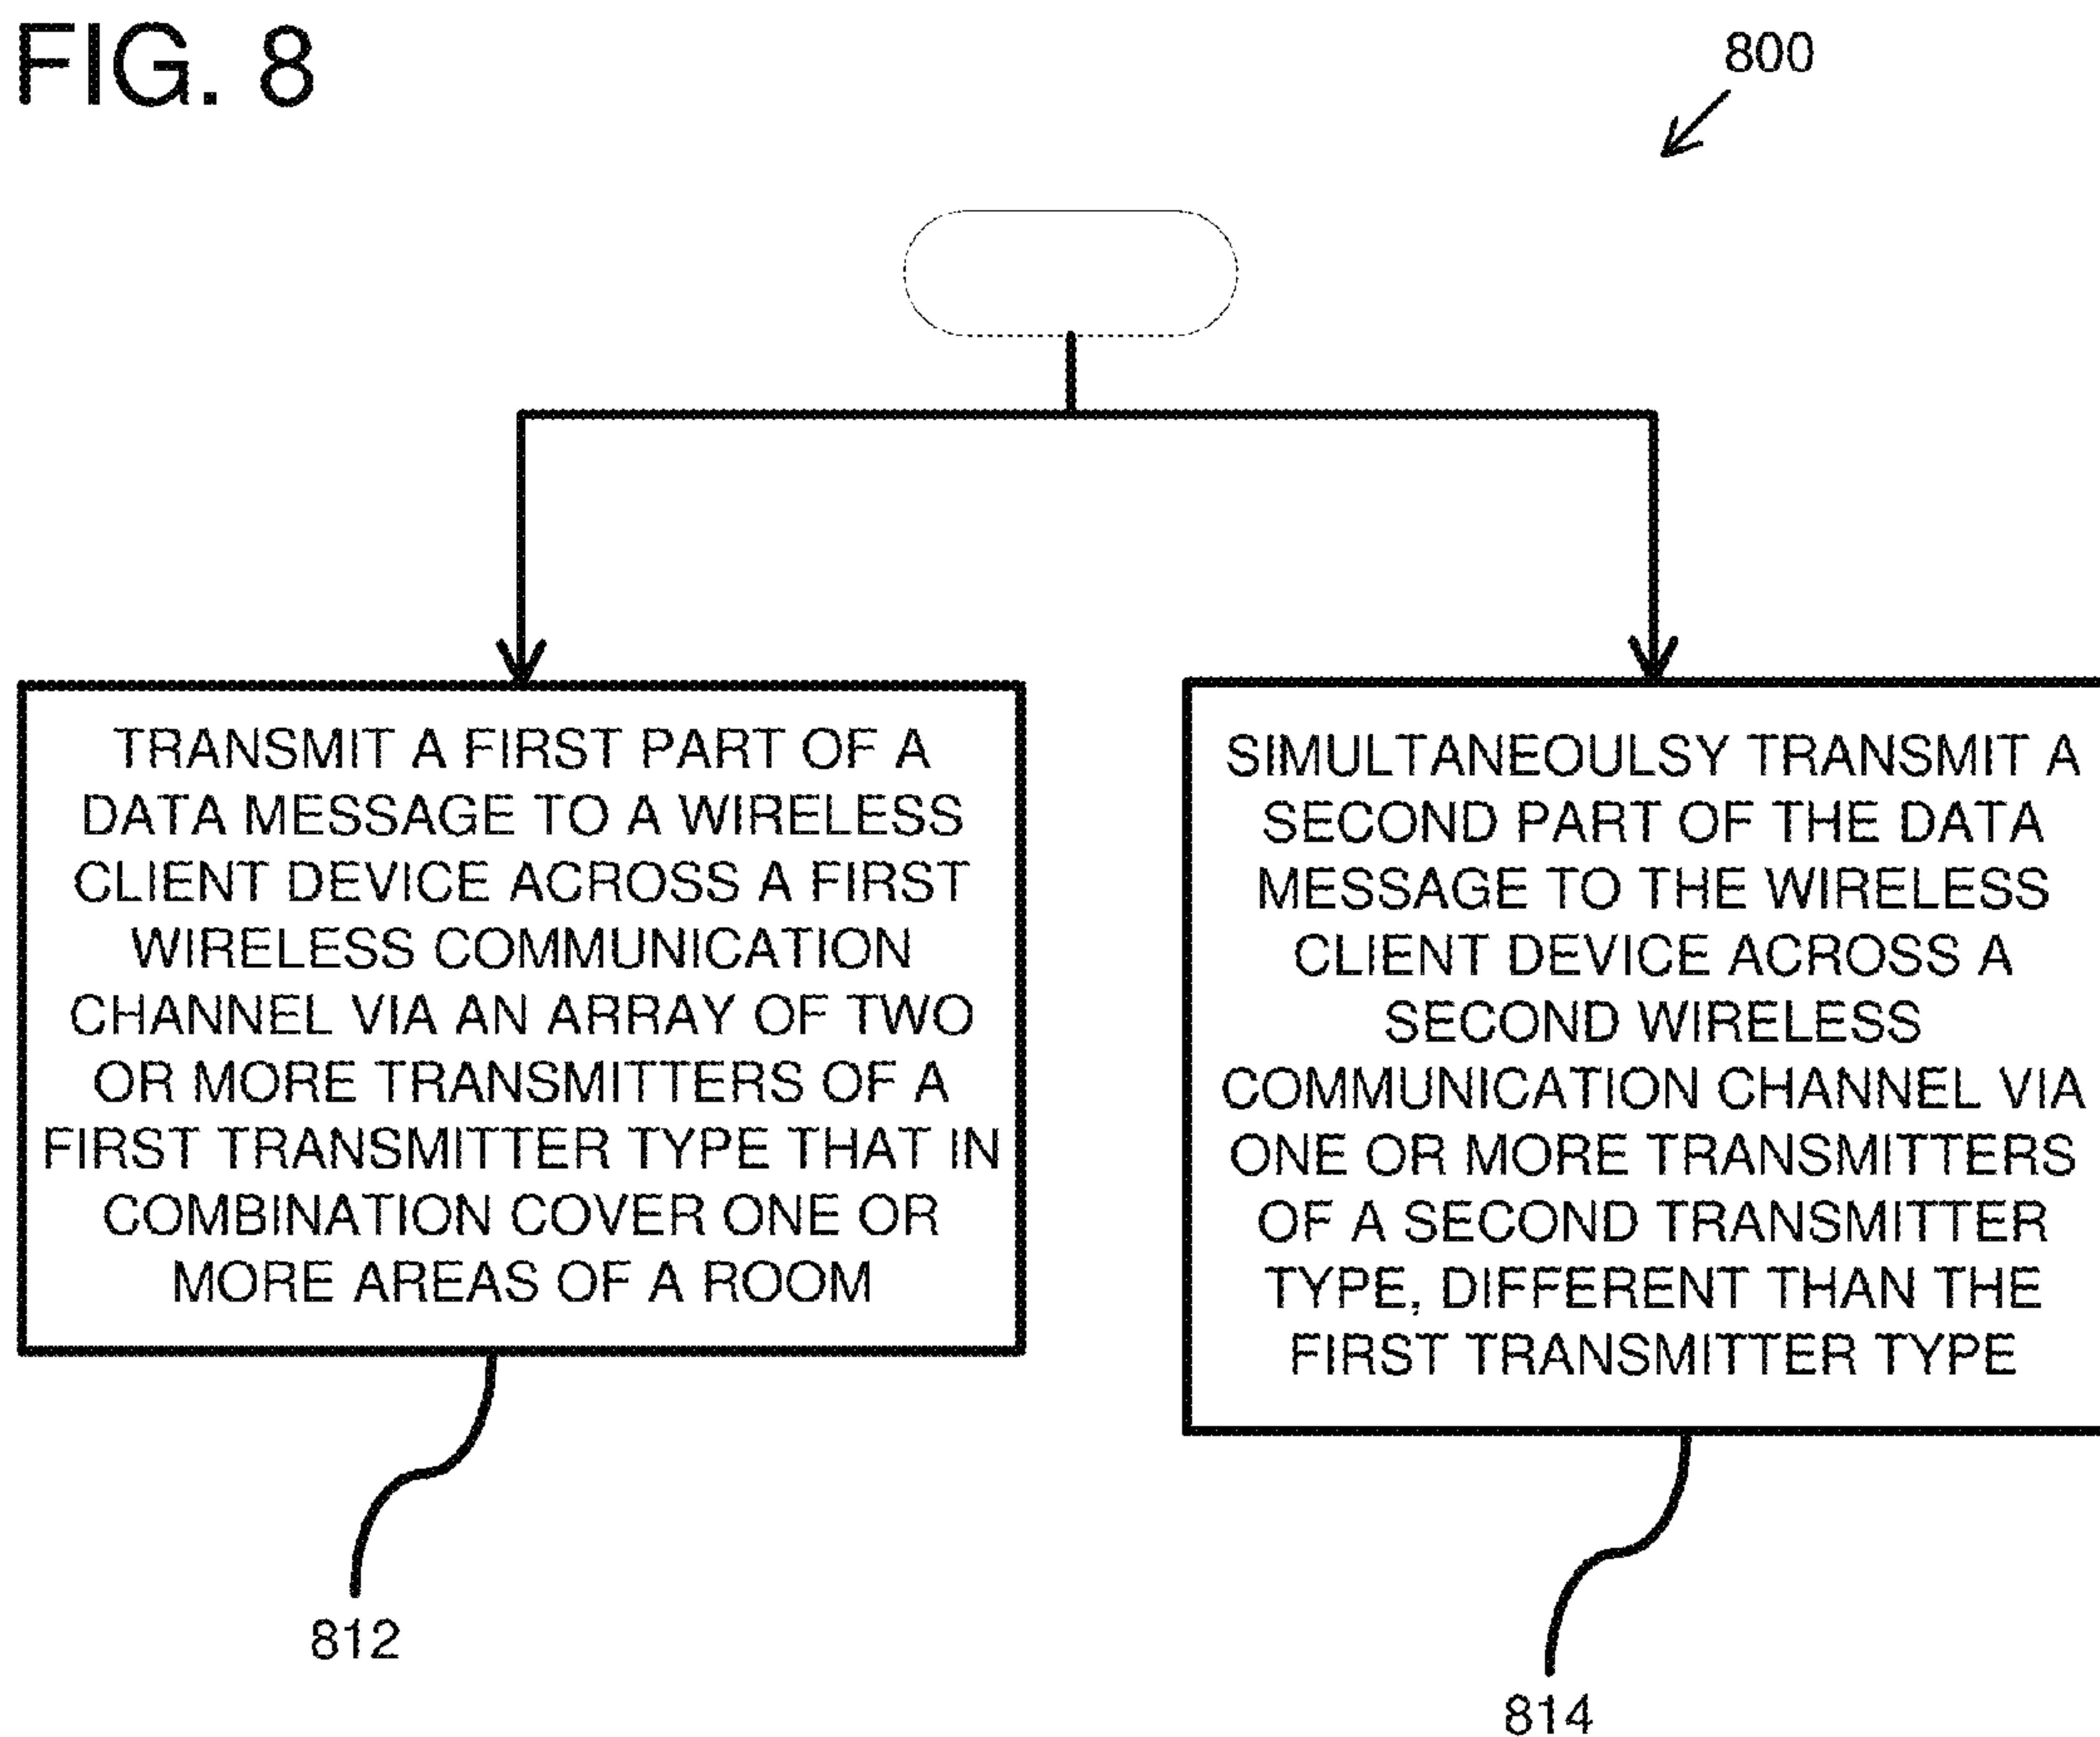 FIG. 8
800
TRANSMIT A FIRST PART OF A
DATA MESSAGE TO A WIRELESS
CLIENT DEVICE ACROSS A FIRST
WIRELESS COMMUNICATION
CHANNEL VIA AN ARRAY OF TWO
OR MORE TRANSMITTERS OF A
FIRST TRANSMITTER TYPE THAT IN
COMBINATION COVER ONE OR
MORE AREAS OF A ROOM
812
SIMULTANEOULSY TRANSMIT A
SECOND PART OF THE DATA
MESSAGE TO THE WIRELESS
CLIENT DEVICE ACROSS A
SECOND WIRELESS
COMMUNICATION CHANNEL VIA
ONE OR MORE TRANSMITTERS
OF A SECOND TRANSMITTER
TYPE, DIFFERENT THAN THE
FIRST TRANSMITTER TYPE
814